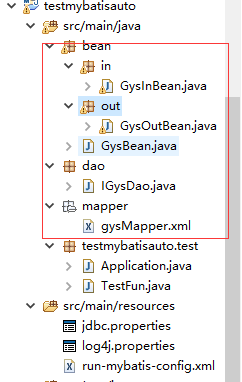 testmybatisauto
src/main/java
bean
in
GysInBean.java
out
GysOutBean.java
GysBean.java
dao
IGysDao.java
mapper
gysMapper.xml
testmybatisauto.test
Application.java
TestFun.java
src/main/resources
jdbc.properties
log4j.properties
run-mybatis-config.xml